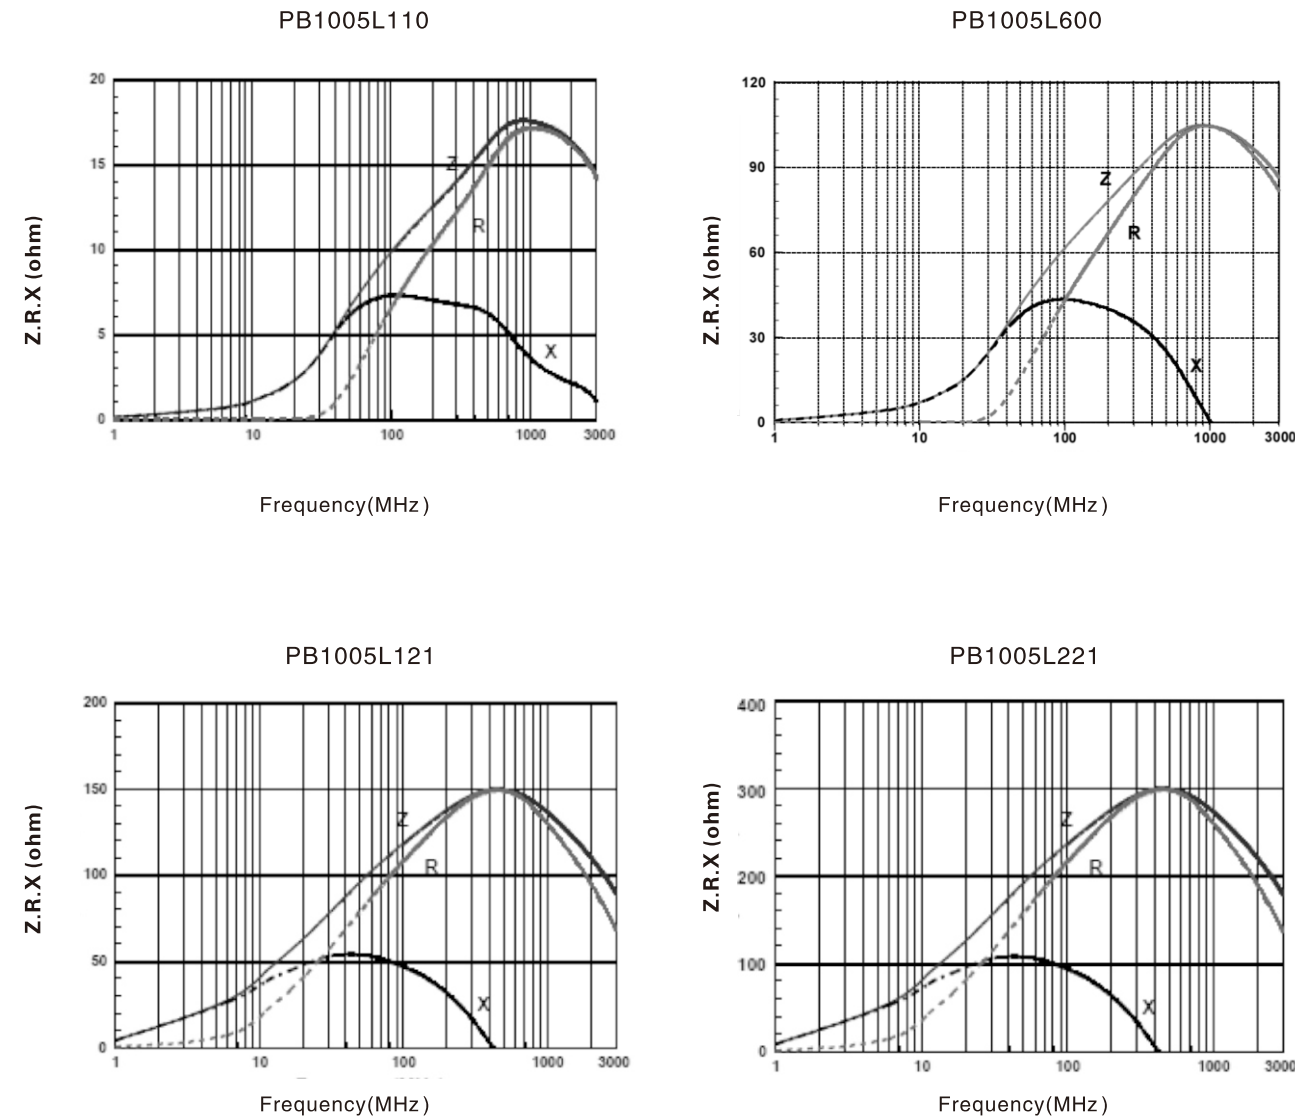 PB1005L110
PB1005L600
20
15
10
5
0
Z
R
X
Z.R.X (ohm)
1 10 100 1000 3000
Frequency(MHz)
120
90
60
30
0
Z
R
X
Z.R.X (ohm)
1 10 100 1000 3000
Frequency(MHz)
PB1005L121
PB1005L221
200
150
100
50
0
Z
R
X
Z.R.X (ohm)
1 10 100 1000 3000
Frequency(MHz)
400
300
200
100
0
Z
R
X
Z.R.X (ohm)
1 10 100 1000 3000
Frequency(MHz)